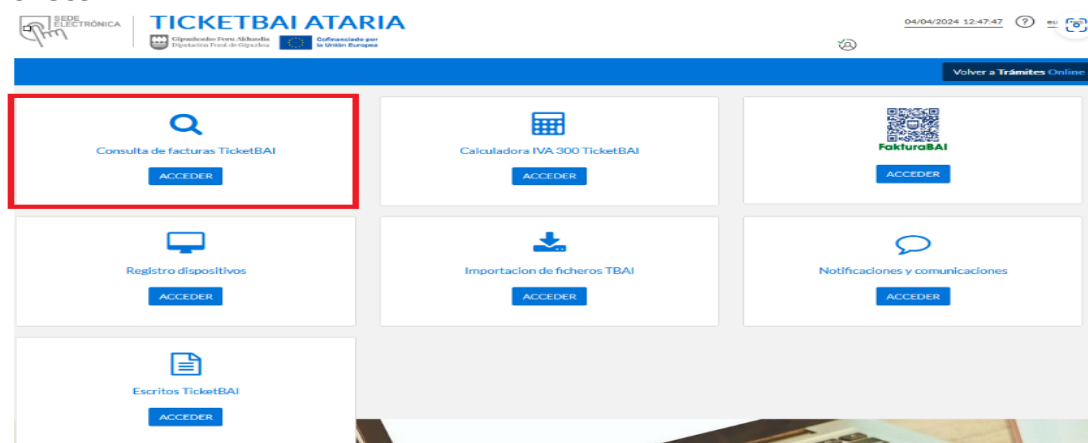 SEDE
ELECTRÓNICA
TICKETBAI ATARIA
Gipuzkoako Foru Aldundia
Diputación Foral de Gipuzkoa
Cofinanciado por
la Unión Europea
04/04/2024 12:47:47
?
eu
Volver a Trámites Online
Consulta de facturas TicketBAI
ACCEDER
Calculadora IVA 300 TicketBAI
ACCEDER
FakturaBAI
ACCEDER
Registro dispositivos
ACCEDER
Importacion de ficheros TBAI
ACCEDER
Notificaciones y comunicaciones
ACCEDER
Escritos TicketBAI
ACCEDER